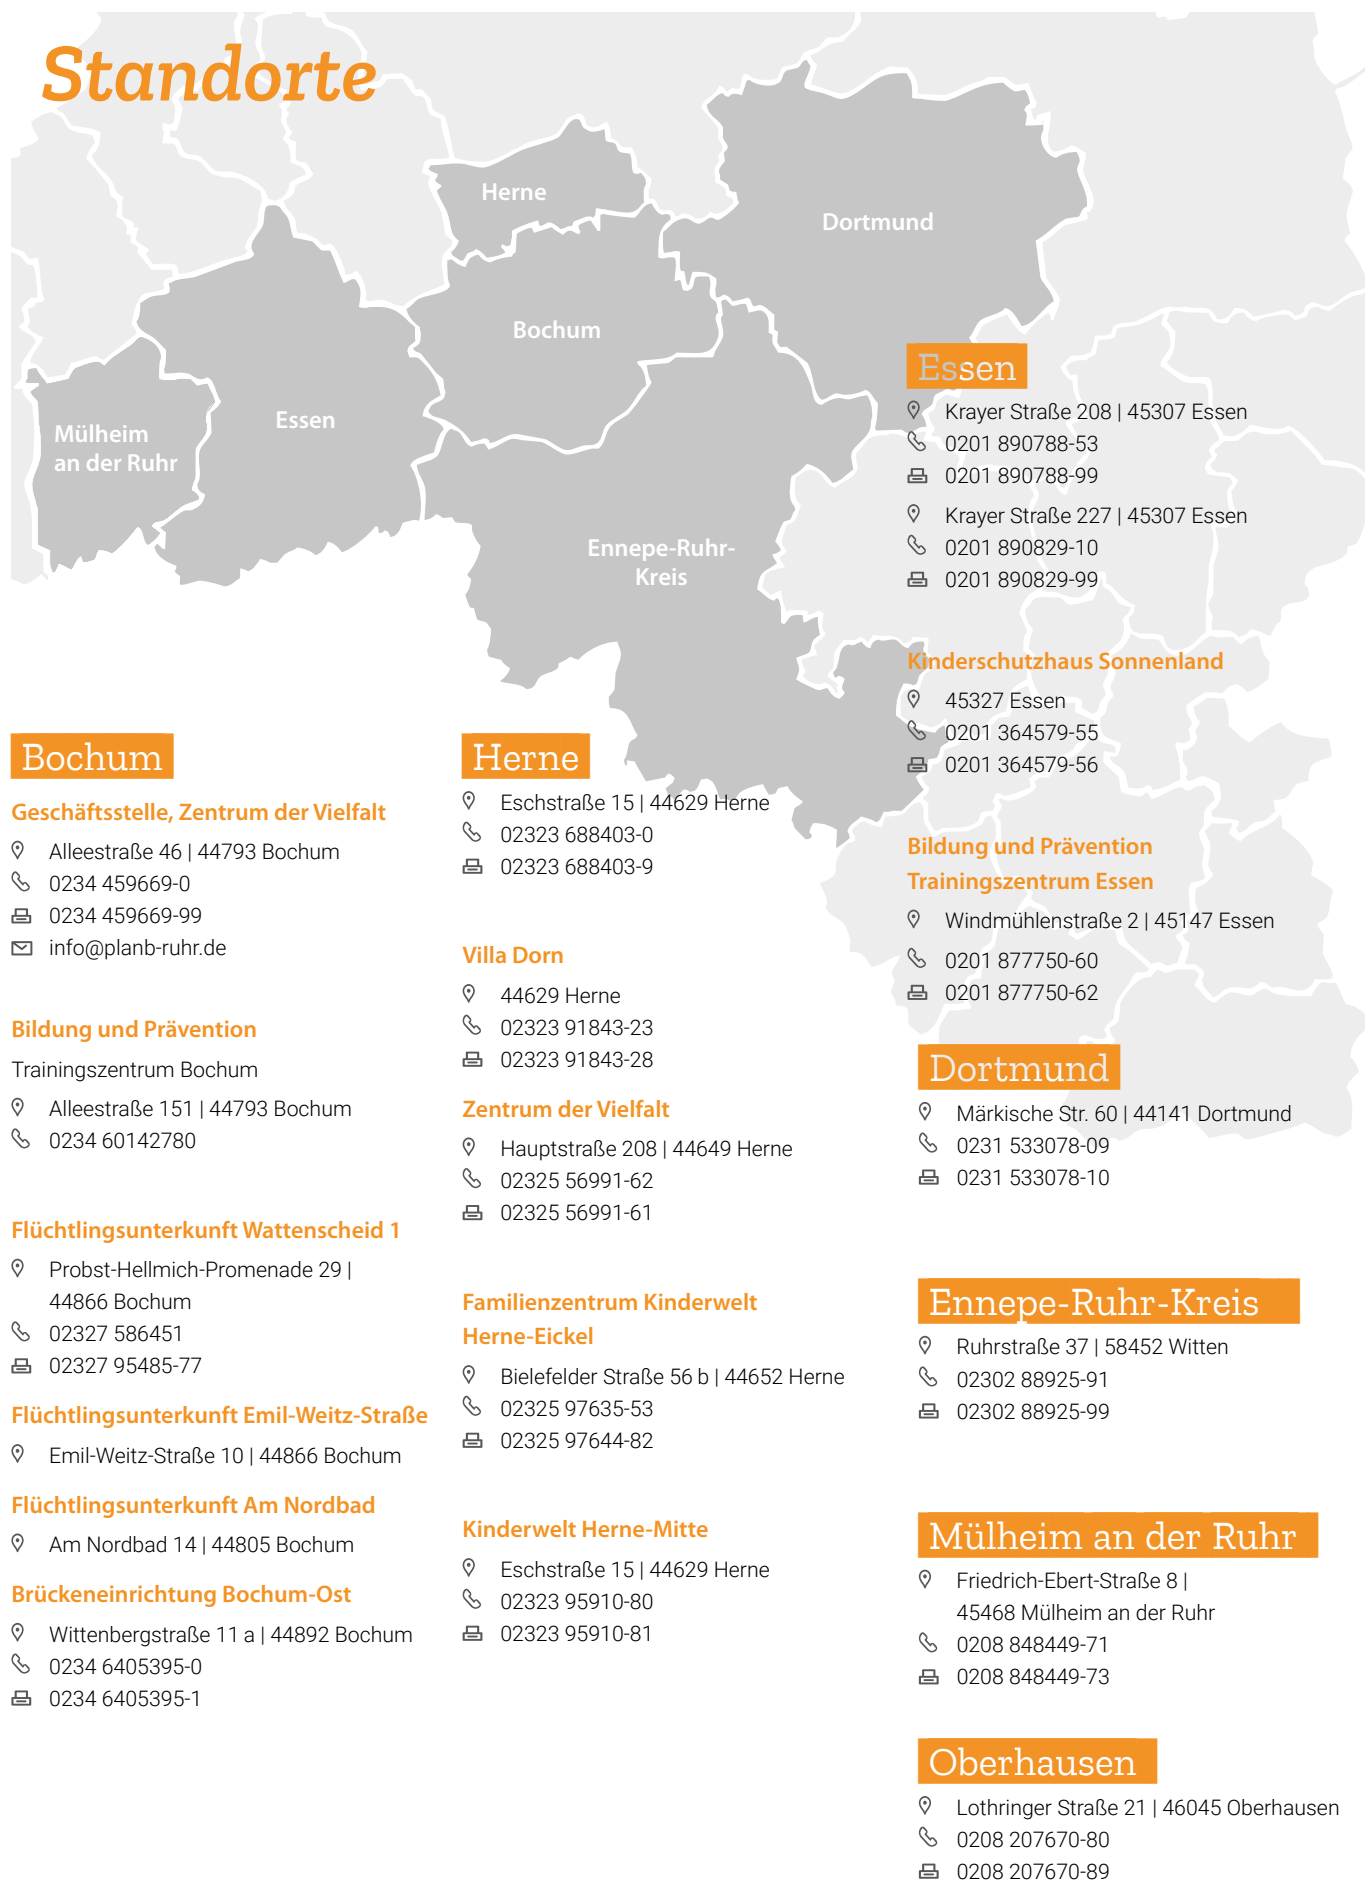 Standorte
Herne
Dortmund
Bochum
Essen
Mülheim
an der Ruhr
Ennepe-Ruhr-
Kreis
Bochum
Geschäftsstelle, Zentrum der Vielfalt
Alleestraße 46 | 44793 Bochum
0234 459669-0
0234 459669-99
info@planb-ruhr.de
Bildung und Prävention
Trainingszentrum Bochum
Alleestraße 151 | 44793 Bochum
0234 60142780
Flüchtlingsunterkunft Wattenscheid 1
Probst-Hellmich-Promenade 29 |
44866 Bochum
02327 586451
02327 95485-77
Flüchtlingsunterkunft Emil-Weitz-Straße
Emil-Weitz-Straße 10 | 44866 Bochum
Flüchtlingsunterkunft Am Nordbad
Am Nordbad 14 | 44805 Bochum
Brückeneinrichtung Bochum-Ost
Wittenbergstraße 11 a | 44892 Bochum
0234 6405395-0
0234 6405395-1
Herne
Eschstraße 15 | 44629 Herne
02323 688403-0
02323 688403-9
Villa Dorn
44629 Herne
02323 91843-23
02323 91843-28
Zentrum der Vielfalt
Hauptstraße 208 | 44649 Herne
02325 56991-62
02325 56991-61
Familienzentrum Kinderwelt
Herne-Eickel
Bielefelder Straße 56 b | 44652 Herne
02325 97635-53
02325 97644-82
Kinderwelt Herne-Mitte
Eschstraße 15 | 44629 Herne
02323 95910-80
02323 95910-81
Essen
Krayer Straße 208 | 45307 Essen
0201 890788-53
0201 890788-99
Krayer Straße 227 | 45307 Essen
0201 890829-10
0201 890829-99
Kinderschutzhaus Sonnenland
45327 Essen
0201 364579-55
0201 364579-56
Bildung und Prävention
Trainingszentrum Essen
Windmühlenstraße 2 | 45147 Essen
0201 877750-60
0201 877750-62
Dortmund
Märkische Str. 60 | 44141 Dortmund
0231 533078-09
0231 533078-10
Ennepe-Ruhr-Kreis
Ruhrstraße 37 | 58452 Witten
02302 88925-91
02302 88925-99
Mülheim an der Ruhr
Friedrich-Ebert-Straße 8 |
45468 Mülheim an der Ruhr
0208 848449-71
0208 848449-73
Oberhausen
Lothringer Straße 21 | 46045 Oberhausen
0208 207670-80
0208 207670-89